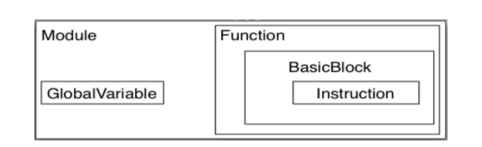 Module
Function
BasicBlock
GlobalVariable
Instruction